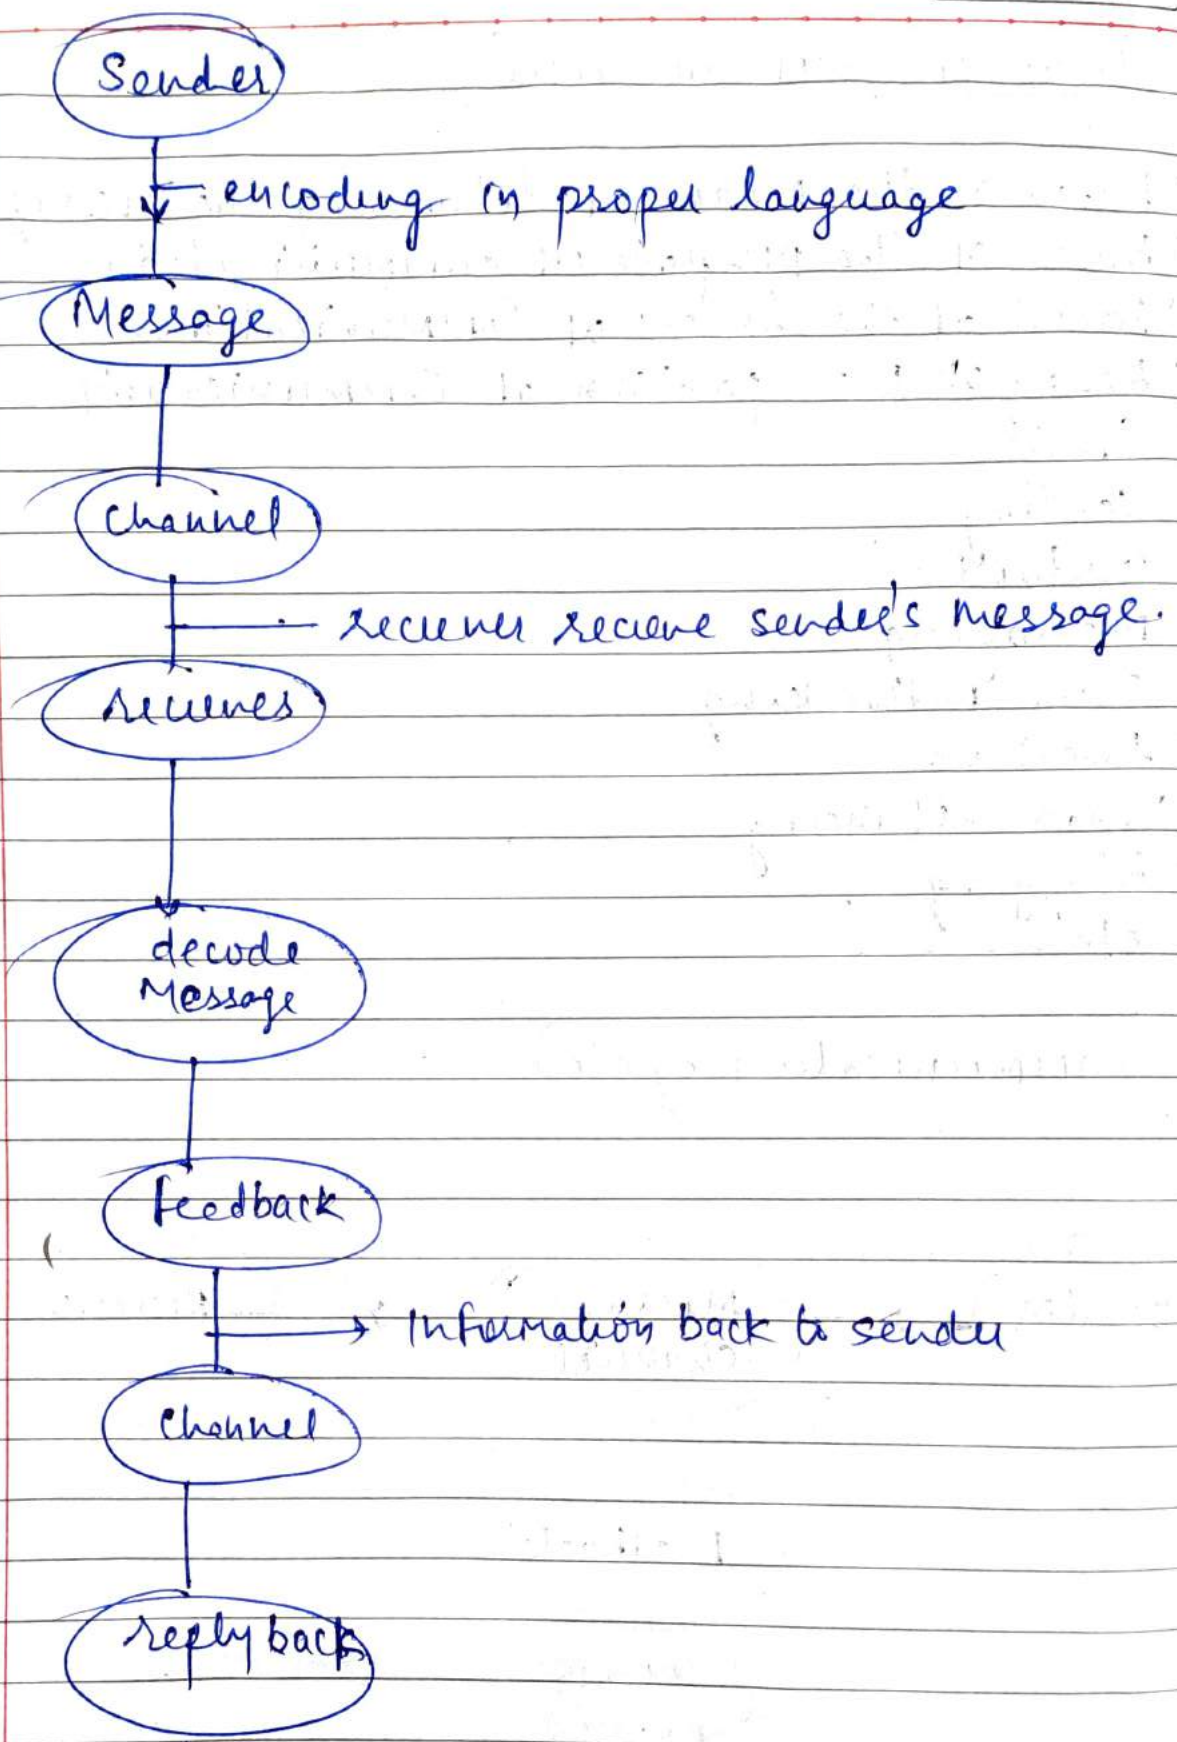 Sender
encoding in proper language
Message
Channel
reciever recieve sender's message.
reciever
decode
Message
feedback
Information back to sender
Channel
reply back